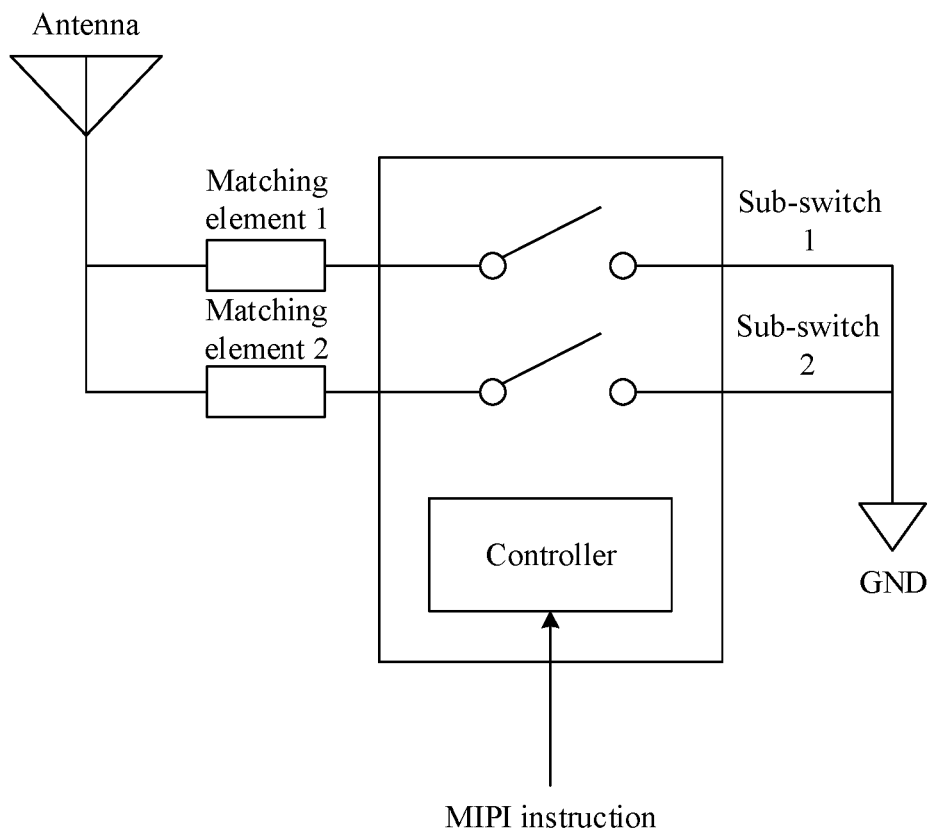 Antenna
Matching
element 1
Sub-switch
1
Matching
element 2
Sub-switch
2
Controller
GND
MIPI instruction